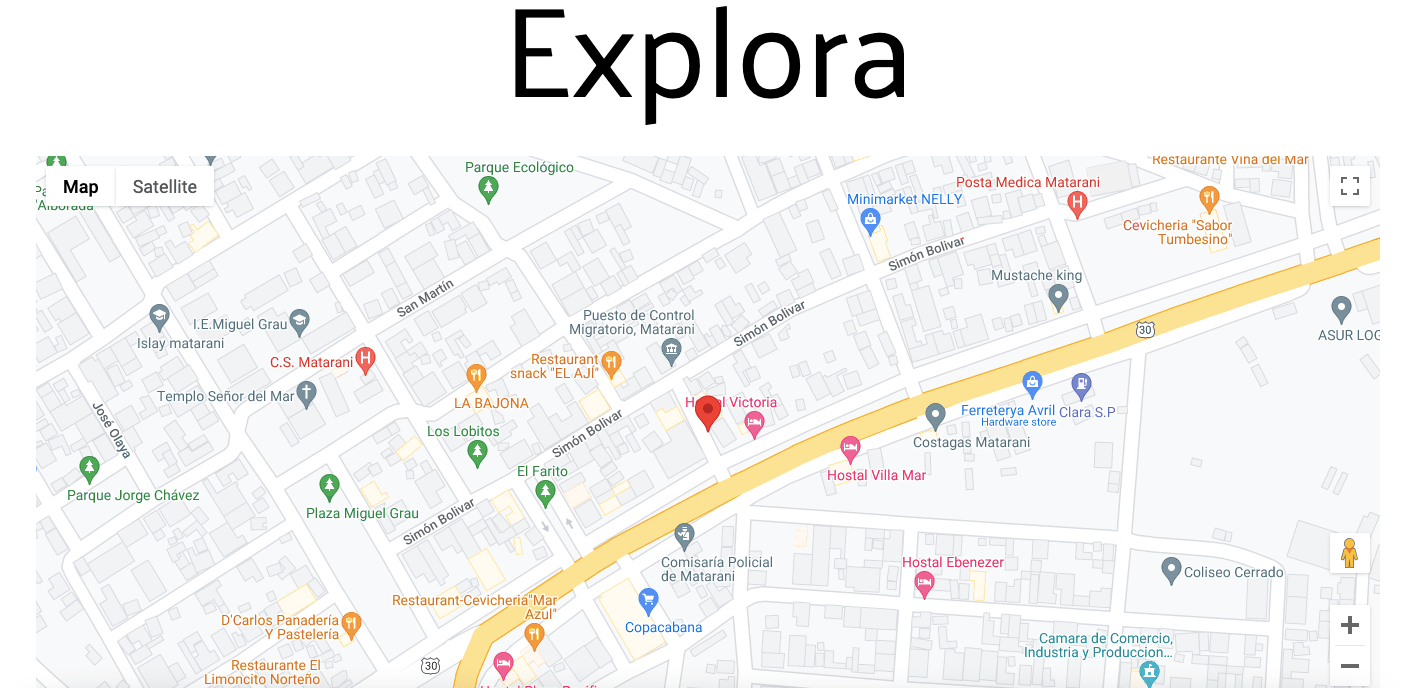 Explora
Restaurante Viña del Mar
Parque Ecológico
Posta Medica Matarani
Map
Satellite
"Alborada"
Minimarket NELLY
Cevicheria "Sabor
Tumbesino"
Simón Bolivar
Mustache king
San Martín
Puesto de Control
Migratorio, Matarani
Simón Bolivar
I.E.Miguel Grau
Islay matarani
30
ASUR LOG
C.S. Matarani
Restaurant
snack "EL AJÍ"
Templo Señor del Mar
LA BAJONA
Hostal Victoria
Ferreterya Avril
Hardware store
Clara S.P
José Olaya
Simón Bolivar
Los Lobitos
Costagas Matarani
El Farito
Hostal Villa Mar
Parque Jorge Chávez
Plaza Miguel Grau
Simón Bolivar
Comisaría Policial
de Matarani
Hostal Ebenezer
Coliseo Cerrado
Restaurant-Cevicheria"Mar
Azul"
D'Carlos Panadería
Y Pastelería
Copacabana
Camara de Comercio,
Industria y Produccion...
30
Restaurante El
Limoncito Norteño